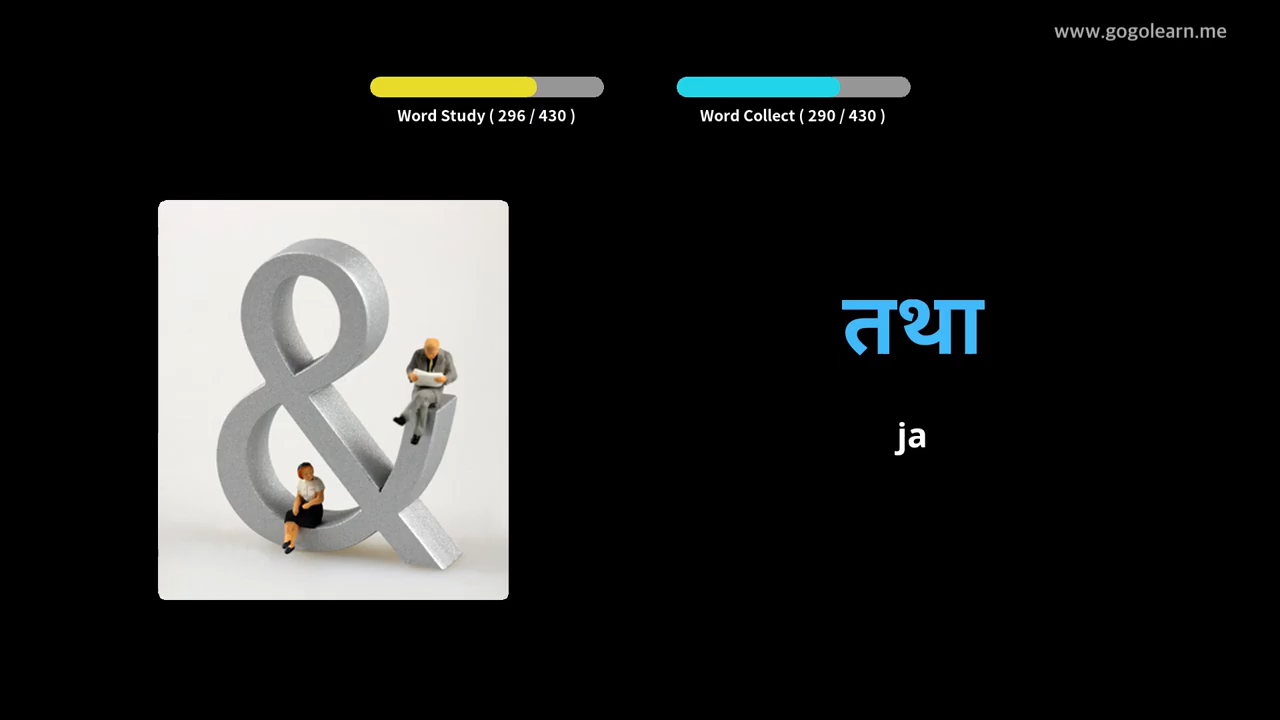 www.gogolearn.me
Word Study ( 296 / 430 )
Word Collect ( 290 / 430 )
&
तथा
ja